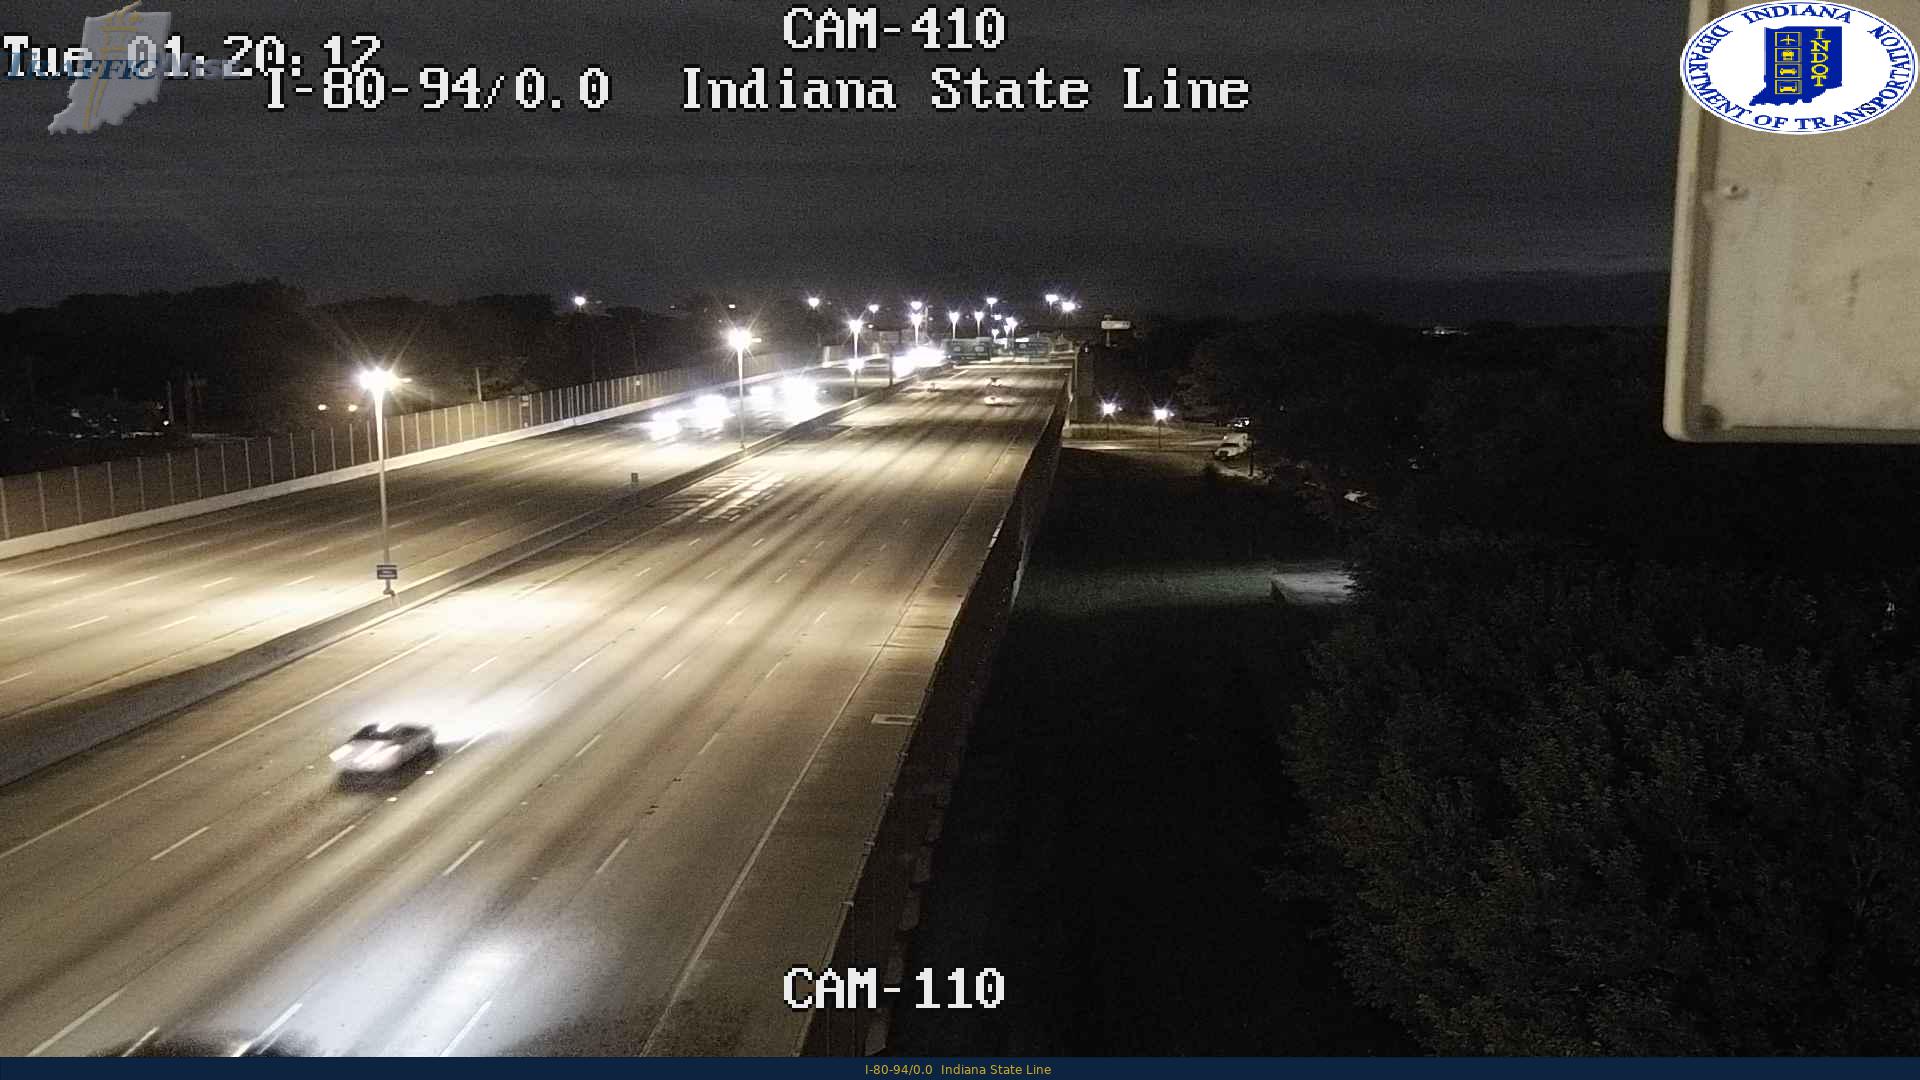 CAM-410
Tue 01:20:12
TRAFFICWISE
I-80-94/0.0 Indiana State Line
INDIANA
DEPARTMENT OF TRANSPORTATION
INDOT
CAM-110
I-80-94/0.0 Indiana State Line